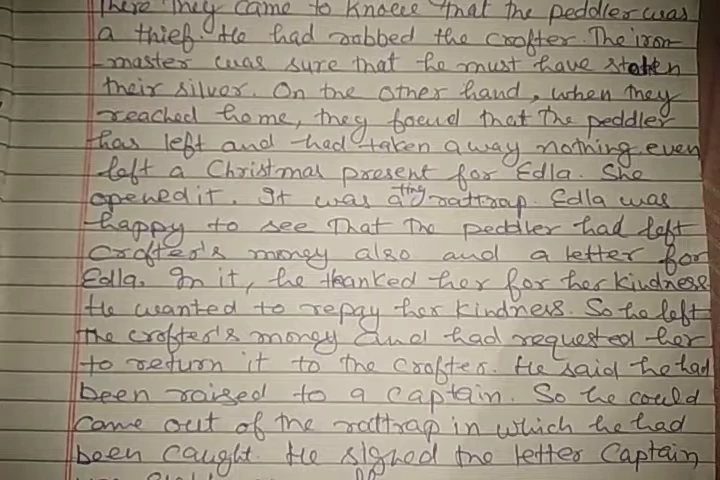 There they came to knoeee that the peddler was
a thief. He had robbed the crofter. The iron-
-master was sure that he must have stolen
their silver. On the other hand, when they
reached home, they found that the peddler
has left and had taken away nothing even
left a Christmas present for Edla. She
opened it. It was a tiny rattrap. Edla was
happy to see that the peddler had left
crofter's money also and a letter for
Edla. In it, he thanked her for her kindness
He wanted to repay her kindness. So he left
the crofter's money and had requested her
to return it to the crofter. He said he had
been raised to a captain. So he could
come out of the rattrap in which he had
been caught. He signed the letter Captain